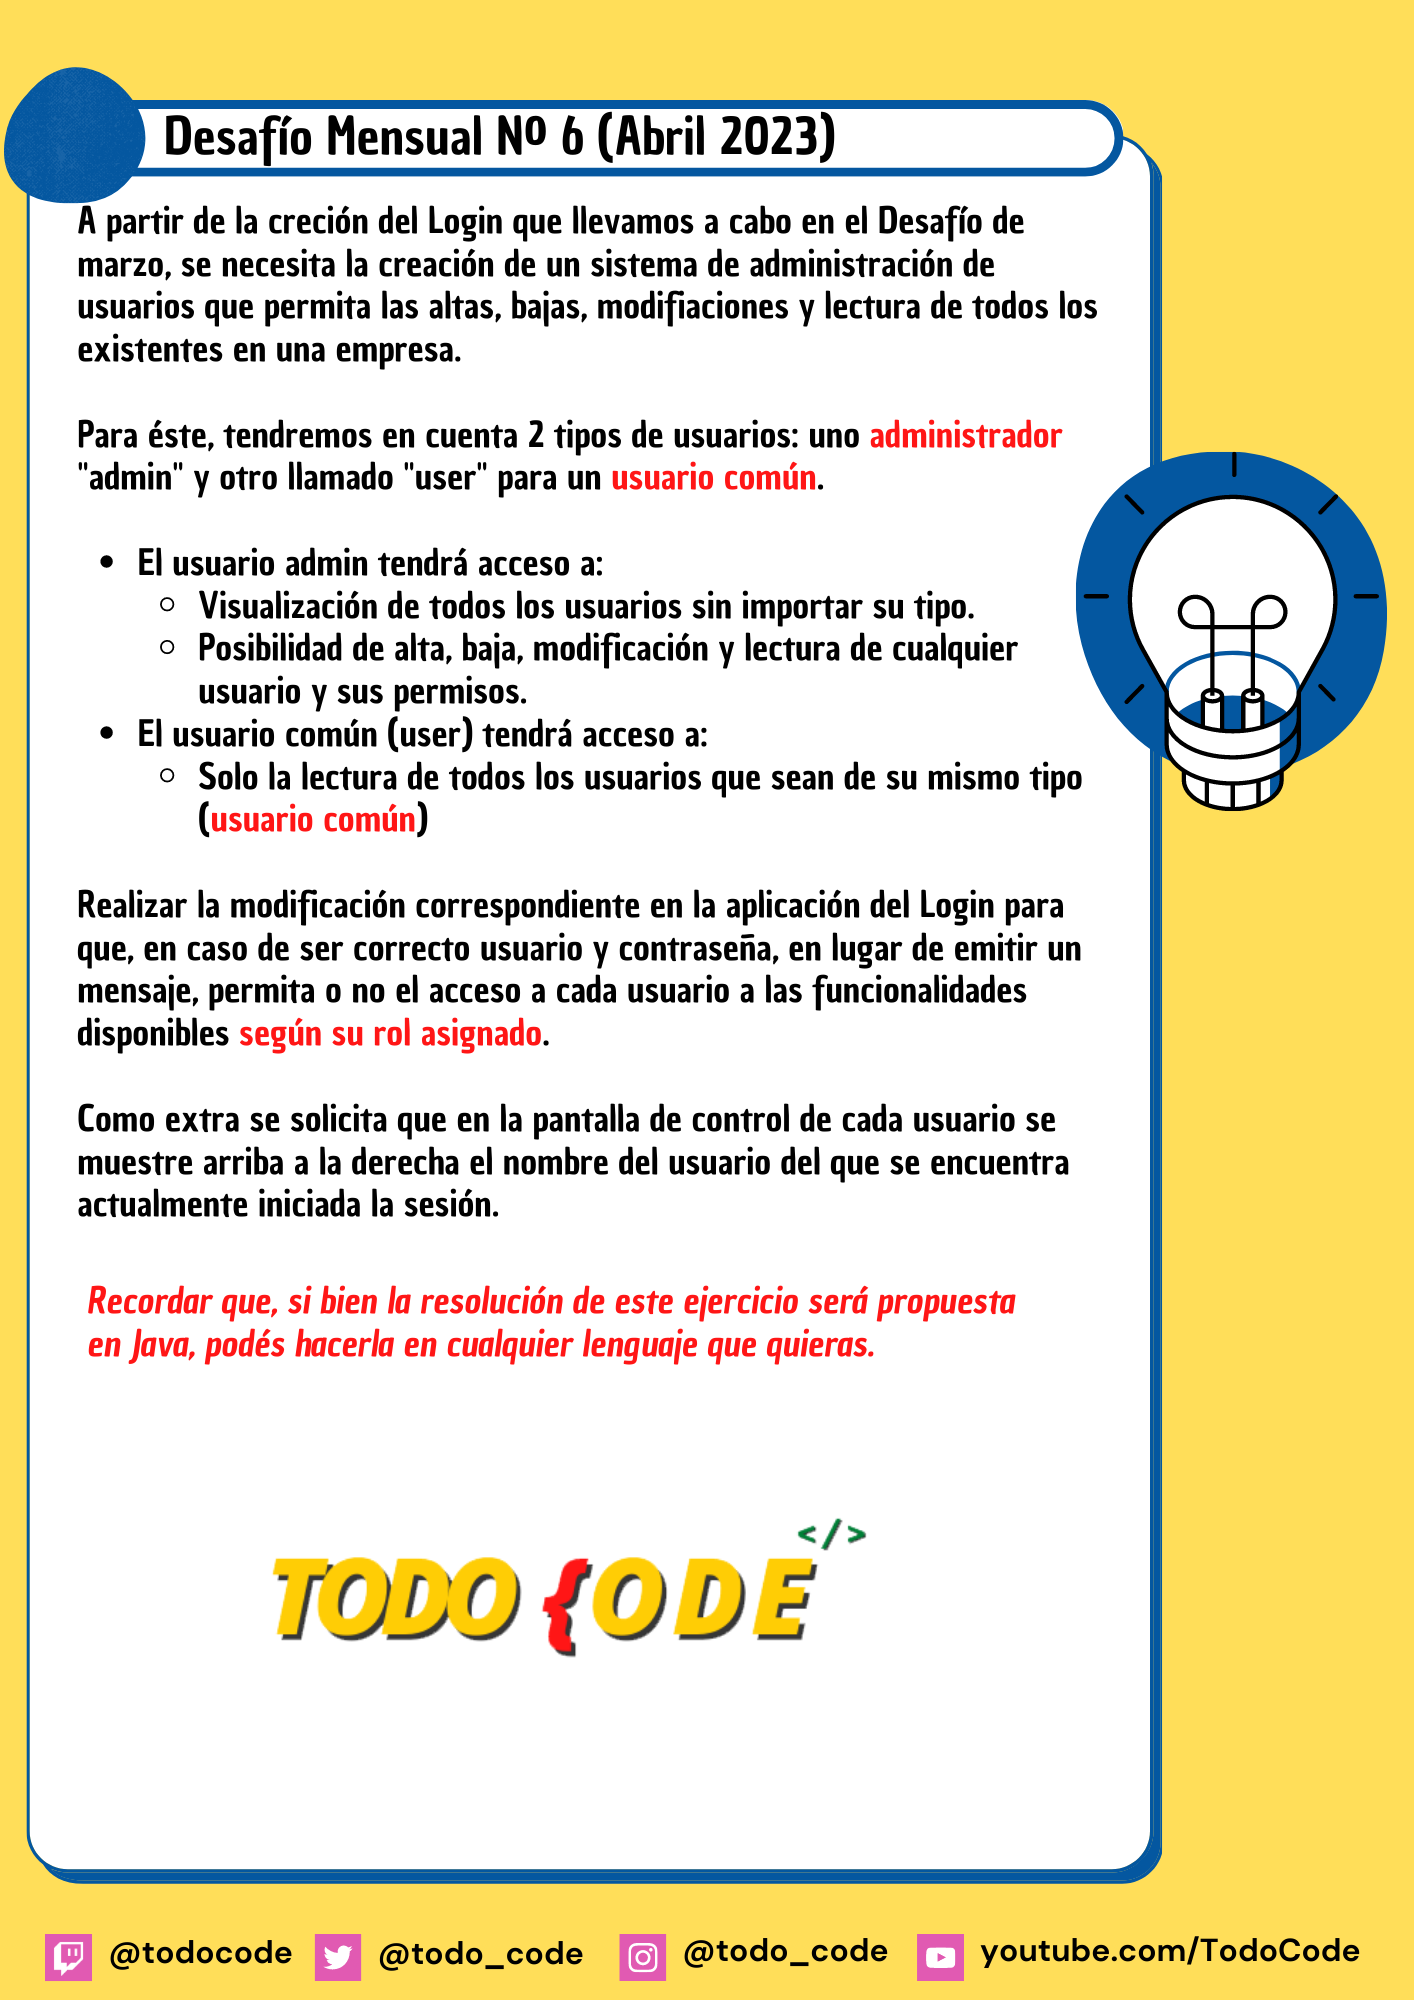 Desafío Mensual Nº 6 (Abril 2023)
A partir de la creción del Login que llevamos a cabo en el Desafío de
marzo, se necesita la creación de un sistema de administración de
usuarios que permita las altas, bajas, modifiaciones y lectura de todos los
existentes en una empresa.
Para éste, tendremos en cuenta 2 tipos de usuarios: uno administrador
"admin" y otro llamado "user" para un usuario común.
• El usuario admin tendrá acceso a:
○ Visualización de todos los usuarios sin importar su tipo.
○ Posibilidad de alta, baja, modificación y lectura de cualquier
usuario y sus permisos.
• El usuario común (user) tendrá acceso a:
○ Solo la lectura de todos los usuarios que sean de su mismo tipo
(usuario común)
Realizar la modificación correspondiente en la aplicación del Login para
que, en caso de ser correcto usuario y contraseña, en lugar de emitir un
mensaje, permita o no el acceso a cada usuario a las funcionalidades
disponibles según su rol asignado.
Como extra se solicita que en la pantalla de control de cada usuario se
muestre arriba a la derecha el nombre del usuario del que se encuentra
actualmente iniciada la sesión.
Recordar que, si bien la resolución de este ejercicio será propuesta
en Java, podés hacerla en cualquier lenguaje que quieras.
</>
TODO {ODE
@todocode @todo_code @todo_code youtube.com/TodoCode